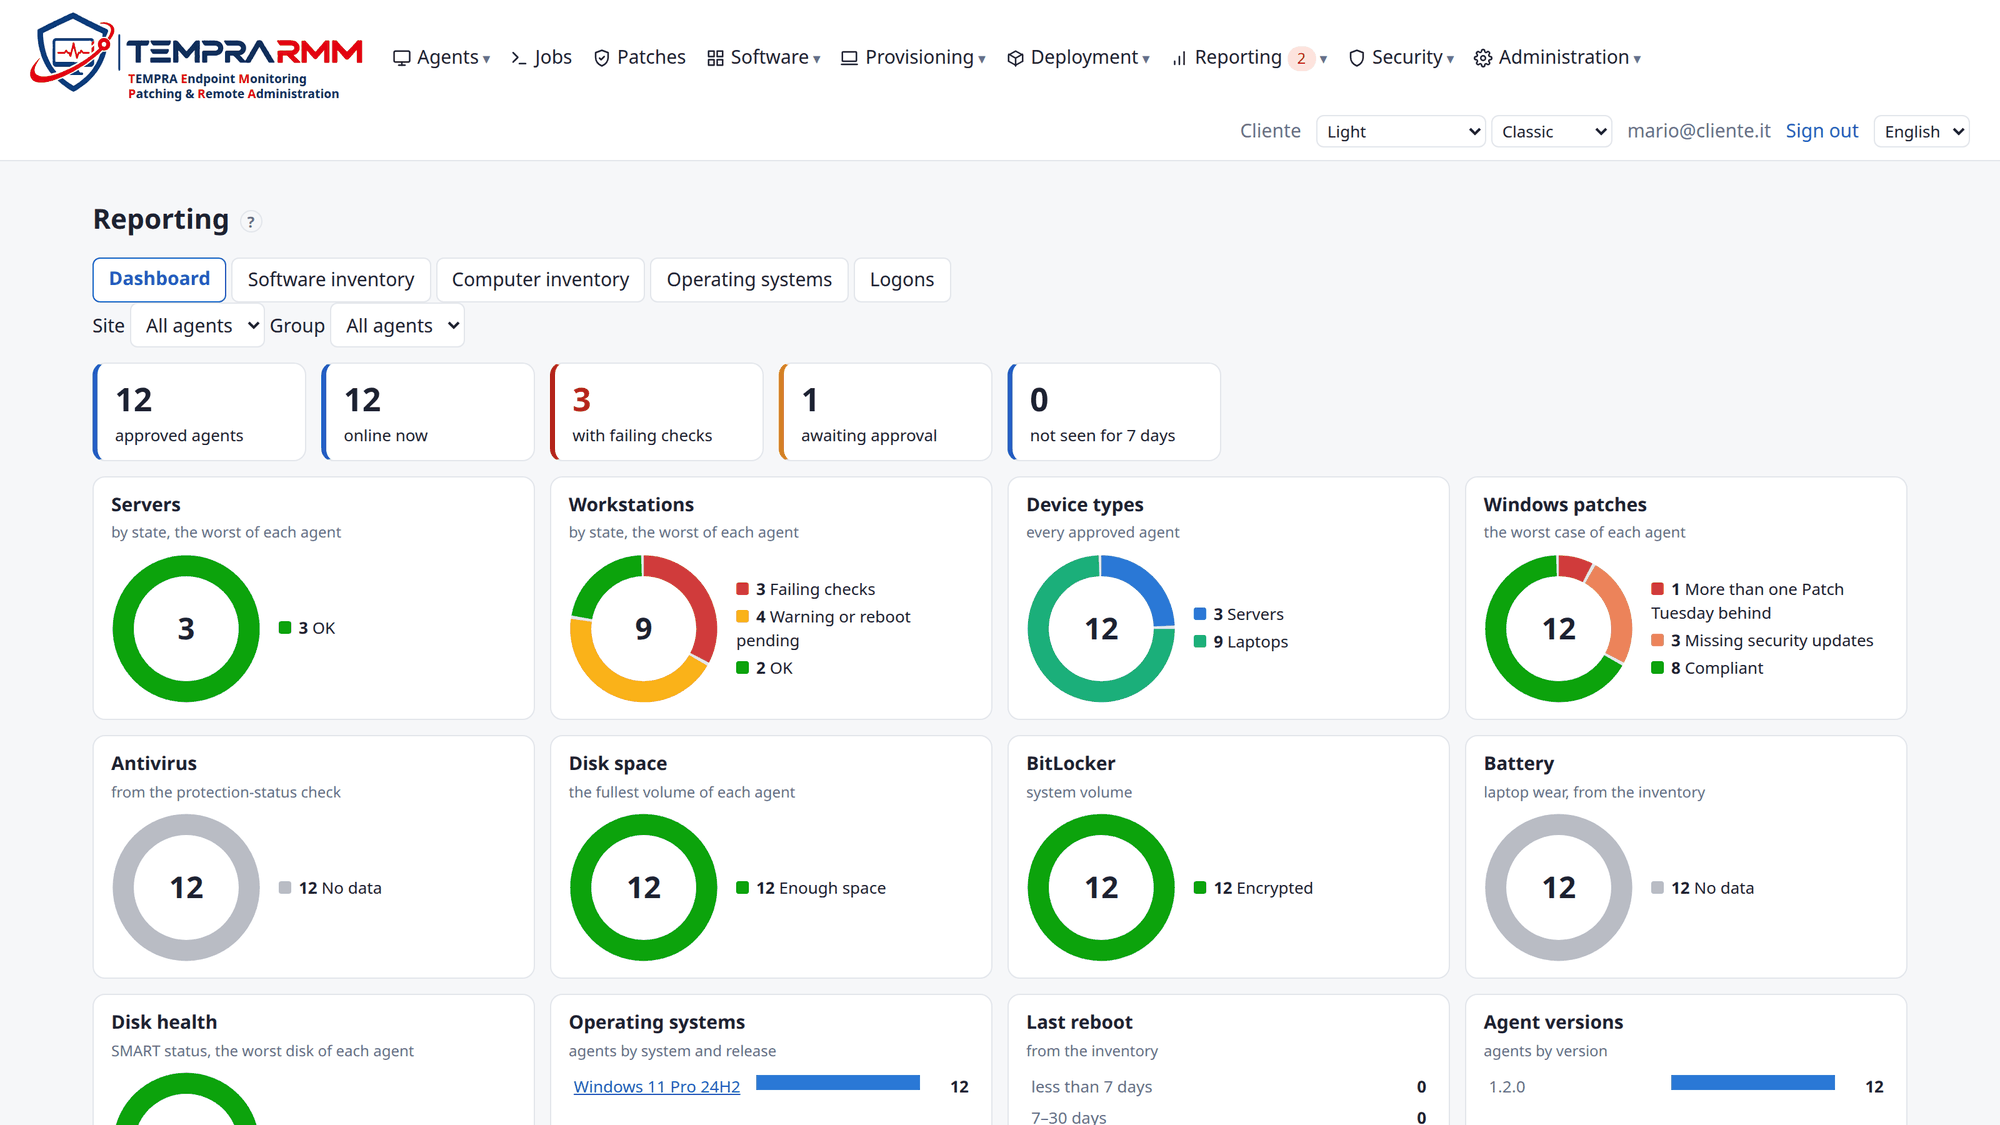 TEMPRARMM
TEMPRA Endpoint Monitoring
Patching & Remote Administration
Agents Jobs Patches Software Provisioning Deployment Reporting 2 Security Administration
Cliente Light Classic mario@cliente.it Sign out English
Reporting ?
Dashboard Software inventory Computer inventory Operating systems Logons
Site All agents Group All agents
12 12 3 1 0
approved agents online now with failing checks awaiting approval not seen for 7 days
Servers
by state, the worst of each agent
3
3 OK
Workstations
by state, the worst of each agent
9
3 Failing checks
4 Warning or reboot
pending
2 OK
Device types
every approved agent
12
3 Servers
9 Laptops
Windows patches
the worst case of each agent
12
1 More than one Patch
Tuesday behind
3 Missing security updates
8 Compliant
Antivirus
from the protection-status check
12
12 No data
Disk space
the fullest volume of each agent
12
12 Enough space
BitLocker
system volume
12
12 Encrypted
Battery
laptop wear, from the inventory
12
12 No data
Disk health
SMART status, the worst disk of each agent
Operating systems
agents by system and release
Windows 11 Pro 24H2 12
Last reboot
from the inventory
less than 7 days 0
7–30 days 0
Agent versions
agents by version
1.2.0 12